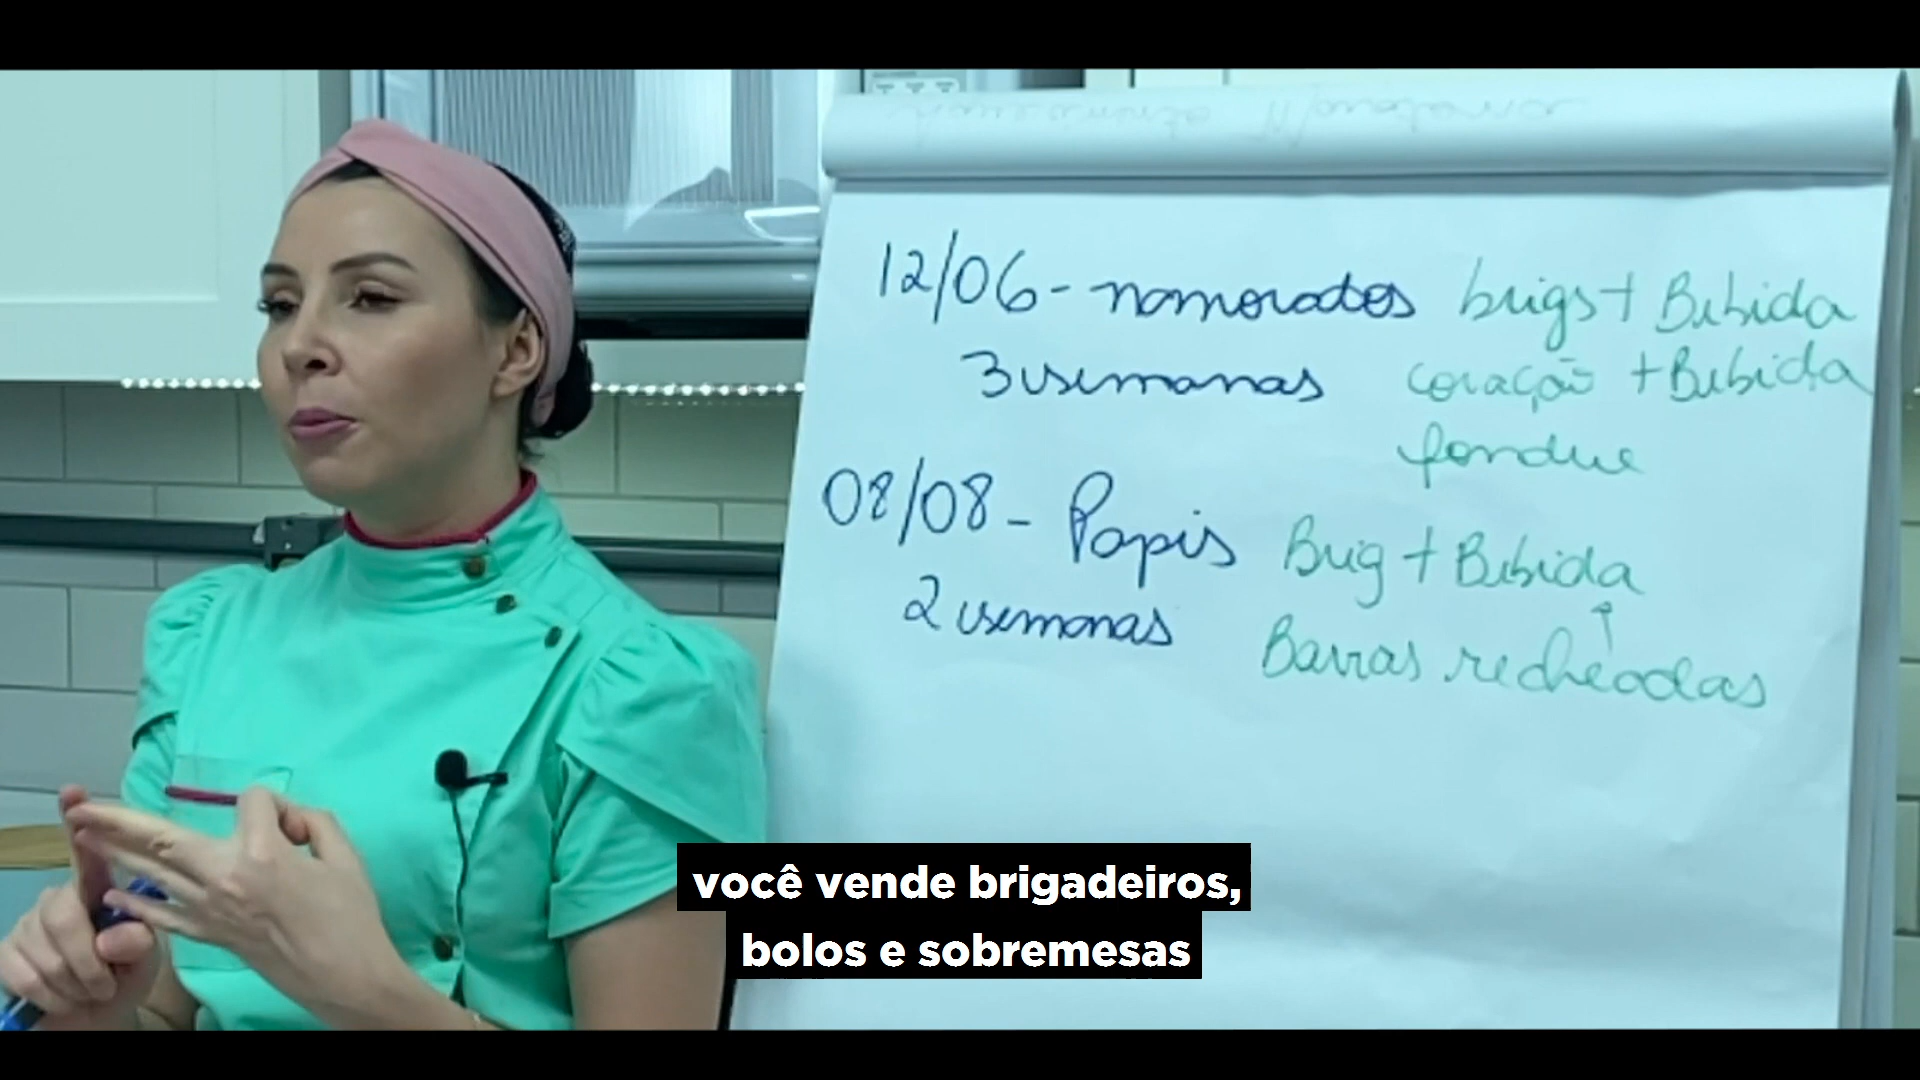 12/06 - namorados brigs + Bebida
3 semanas coração + Bebida
fondue
08/08 - Papis Brig + Bebida
2 semanas Barras recheadas
você vende brigadeiros,
bolos e sobremesas